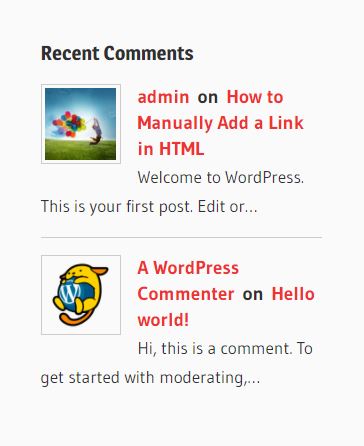 Recent Comments
admin on How to
Manually Add a Link
in HTML
Welcome to WordPress.
This is your first post. Edit or...
A WordPress
Commenter on Hello
world!
Hi, this is a comment. To
get started with moderating,...